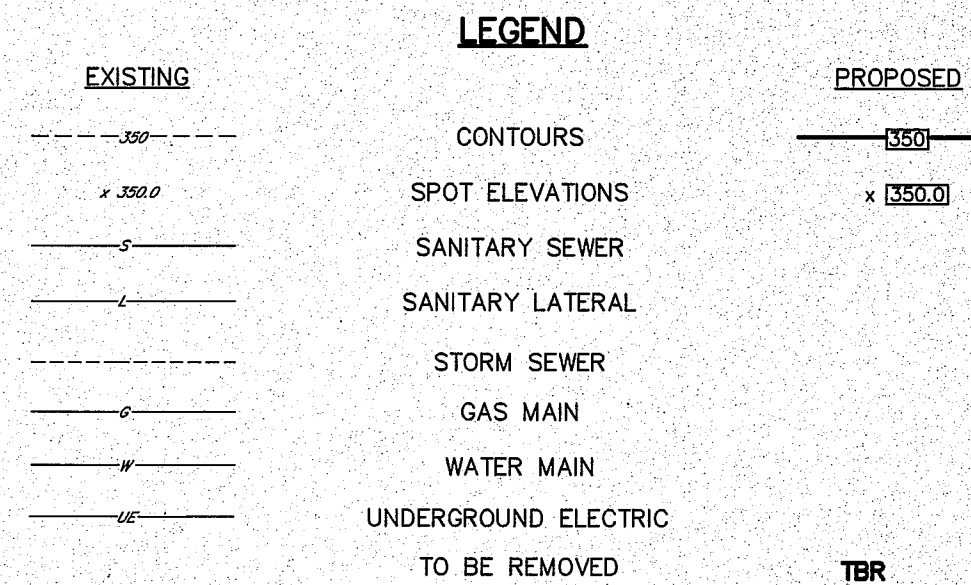 LEGEND
EXISTING PROPOSED
350 CONTOURS 350
x 350.0 SPOT ELEVATIONS x 350.0
S SANITARY SEWER
L SANITARY LATERAL
STORM SEWER
G GAS MAIN
W WATER MAIN
UE UNDERGROUND ELECTRIC
TO BE REMOVED TBR